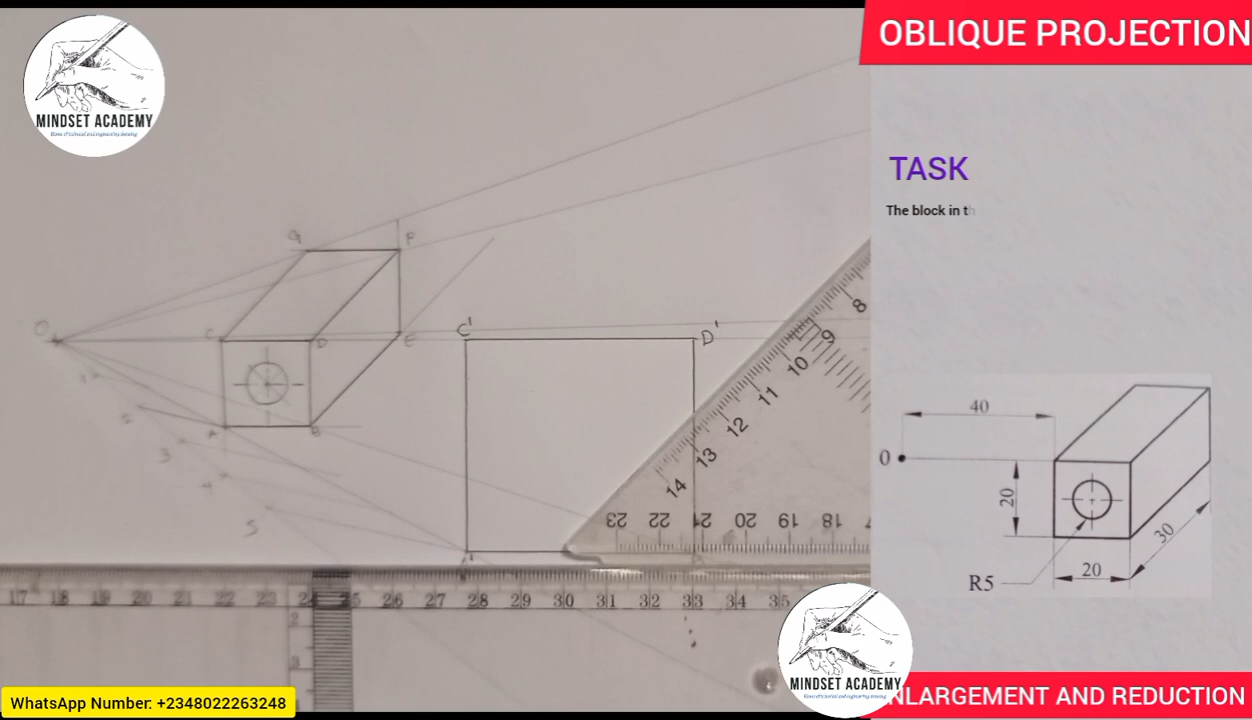 OBLIQUE PROJECTION
MINDSET ACADEMY
TASK
The block in th
G
F
O
C
D
E
C'
D'
1
2
A
B
3
4
5
8
9
10
11
12
13
14
23 22 21 20 19 18 17
17 18 19 20 21 22 23 24 25 26 27 28 29 30 31 32 33 34 35
2
3
40
0
20
30
20
R5
MINDSET ACADEMY
NLARGEMENT AND REDUCTION
WhatsApp Number: +2348022263248